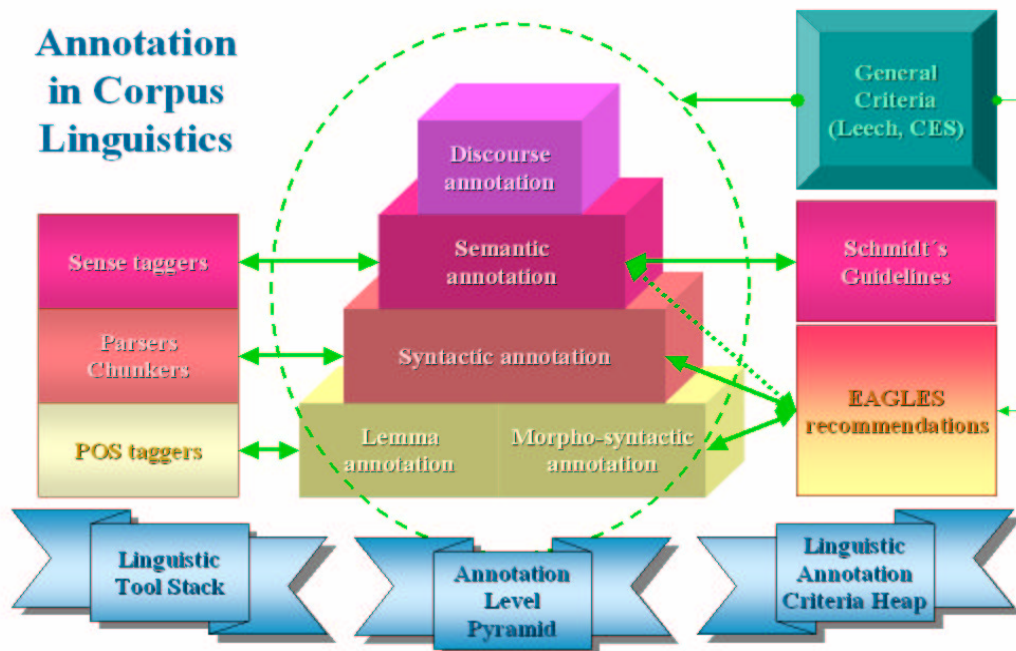 Annotation
in Corpus
Linguistics
General
Criteria
(Leech, CES)
Discourse
annotation
Sense taggers
Semantic
annotation
Schmidt´s
Guidelines
Parsers
Chunkers
Syntactic annotation
EAGLES
recommendations
POS taggers
Lemma
annotation
Morpho-syntactic
annotation
Linguistic
Tool Stack
Annotation
Level
Pyramid
Linguistic
Annotation
Criteria Heap